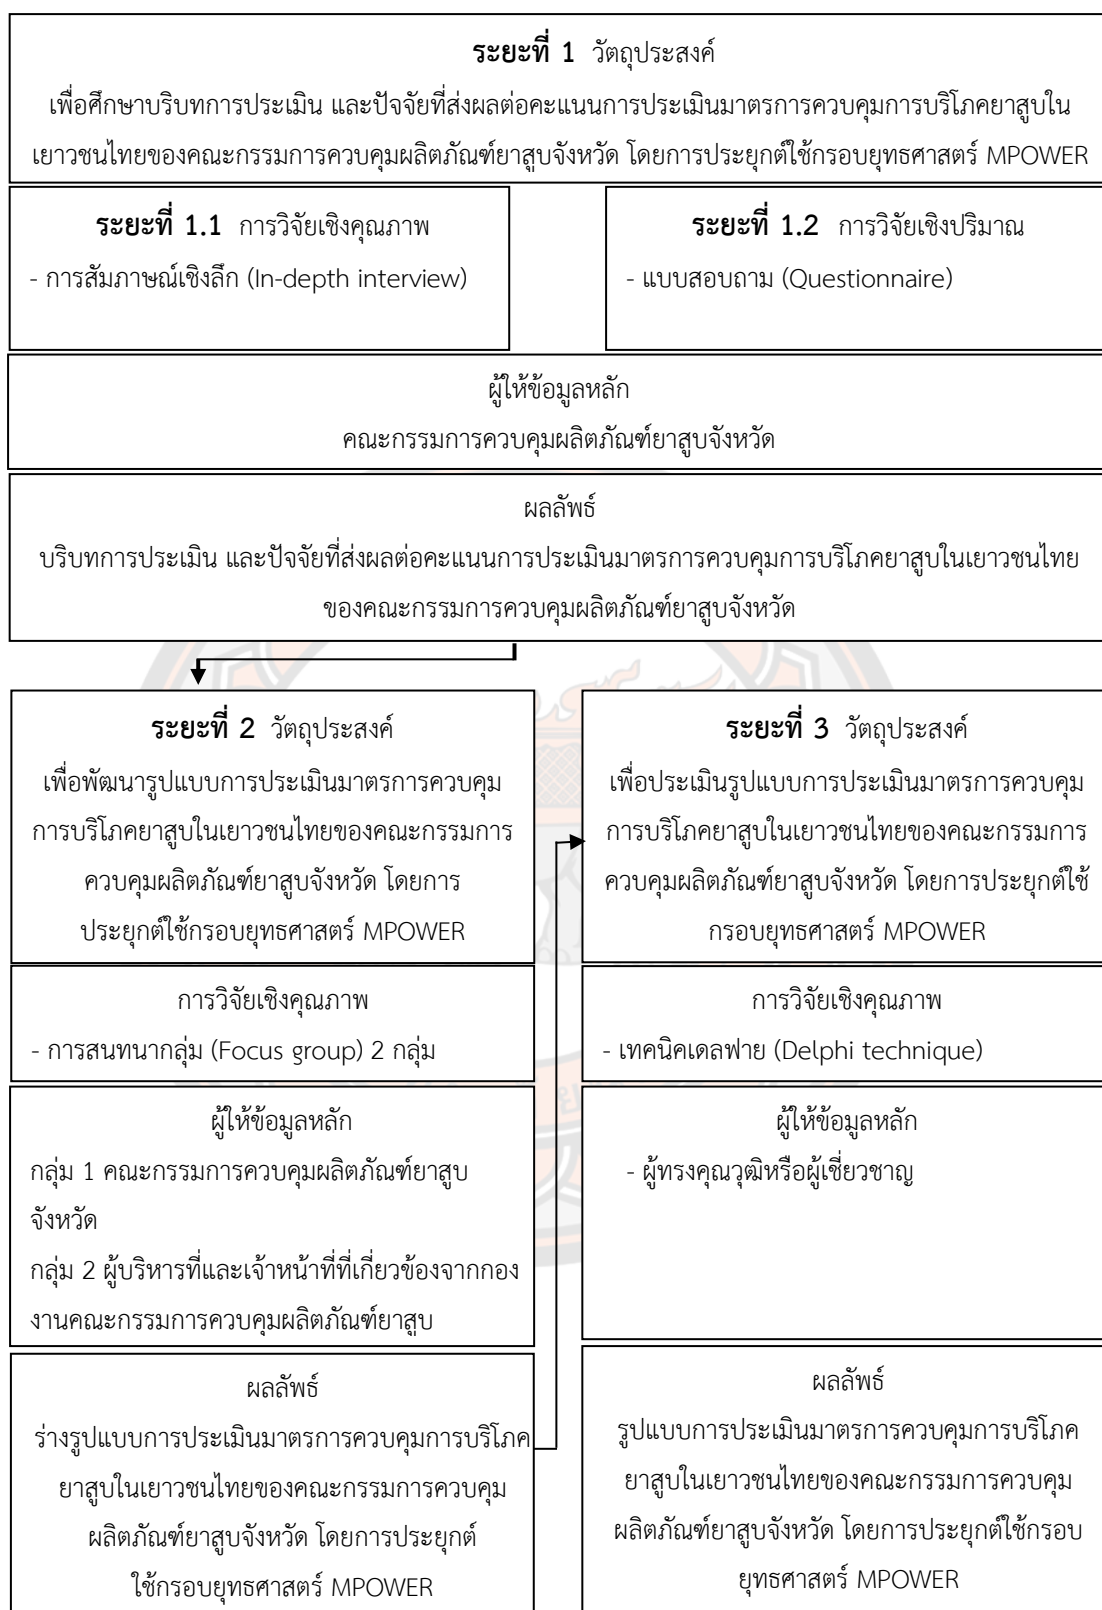 ระยะที่ 1 วัตถุประสงค์
เพื่อศึกษาบริบทการประเมิน และปัจจัยที่ส่งผลต่อคะแนนการประเมินมาตรการควบคุมการบริโภคยาสูบใน
เยาวชนไทยของคณะกรรมการควบคุมผลิตภัณฑ์ยาสูบจังหวัด โดยการประยุกต์ใช้กรอบยุทธศาสตร์ MPOWER
ระยะที่ 1.1 การวิจัยเชิงคุณภาพ
- การสัมภาษณ์เชิงลึก (In-depth interview)
ระยะที่ 1.2 การวิจัยเชิงปริมาณ
- แบบสอบถาม (Questionnaire)
ผู้ให้ข้อมูลหลัก
คณะกรรมการควบคุมผลิตภัณฑ์ยาสูบจังหวัด
ผลลัพธ์
บริบทการประเมิน และปัจจัยที่ส่งผลต่อคะแนนการประเมินมาตรการควบคุมการบริโภคยาสูบในเยาวชนไทย
ของคณะกรรมการควบคุมผลิตภัณฑ์ยาสูบจังหวัด
ระยะที่ 2 วัตถุประสงค์
เพื่อพัฒนารูปแบบการประเมินมาตรการควบคุม
การบริโภคยาสูบในเยาวชนไทยของคณะกรรมการ
ควบคุมผลิตภัณฑ์ยาสูบจังหวัด โดยการ
ประยุกต์ใช้กรอบยุทธศาสตร์ MPOWER
การวิจัยเชิงคุณภาพ
- การสนทนากลุ่ม (Focus group) 2 กลุ่ม
ผู้ให้ข้อมูลหลัก
กลุ่ม 1 คณะกรรมการควบคุมผลิตภัณฑ์ยาสูบ
จังหวัด
กลุ่ม 2 ผู้บริหารที่และเจ้าหน้าที่ที่เกี่ยวข้องจากกอง
งานคณะกรรมการควบคุมผลิตภัณฑ์ยาสูบ
ผลลัพธ์
ร่างรูปแบบการประเมินมาตรการควบคุมการบริโภค
ยาสูบในเยาวชนไทยของคณะกรรมการควบคุม
ผลิตภัณฑ์ยาสูบจังหวัด โดยการประยุกต์
ใช้กรอบยุทธศาสตร์ MPOWER
ระยะที่ 3 วัตถุประสงค์
เพื่อประเมินรูปแบบการประเมินมาตรการควบคุม
การบริโภคยาสูบในเยาวชนไทยของคณะกรรมการ
ควบคุมผลิตภัณฑ์ยาสูบจังหวัด โดยการประยุกต์ใช้
กรอบยุทธศาสตร์ MPOWER
การวิจัยเชิงคุณภาพ
- เทคนิคเดลฟาย (Delphi technique)
ผู้ให้ข้อมูลหลัก
- ผู้ทรงคุณวุฒิหรือผู้เชี่ยวชาญ
ผลลัพธ์
รูปแบบการประเมินมาตรการควบคุมการบริโภค
ยาสูบในเยาวชนไทยของคณะกรรมการควบคุม
ผลิตภัณฑ์ยาสูบจังหวัด โดยการประยุกต์ใช้กรอบ
ยุทธศาสตร์ MPOWER